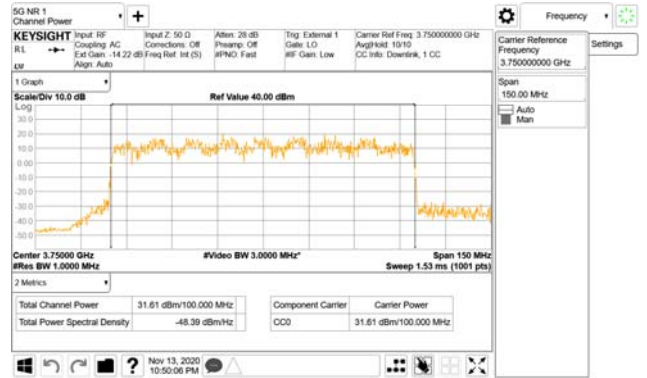 5G NR 1
Channel Power
Frequency
KEYSIGHT
Input: RF
Input Z: 50 Ω
Atten: 28 dB
Trig: External 1
Carrier Ref Freq: 3.750000000 GHz
RL
Coupling: AC
Corrections: Off
Preamp: Off
Gate: LO
Avg|Hold: 10/10
Ext Gain: -14.22 dB
Freq Ref: Int (S)
#PNO: Fast
#IF Gain: Low
CC Info: Downlink, 1 CC
Align: Auto
Carrier Reference
Frequency
3.750000000 GHz
Settings
Span
150.00 MHz
Auto
Man
1 Graph
Scale/Div 10.0 dB
Ref Value 40.00 dBm
Log
30.0
20.0
10.0
0.00
-10.0
-20.0
-30.0
-40.0
-50.0
Center 3.75000 GHz
#Video BW 3.0000 MHz*
Span 150 MHz
#Res BW 1.0000 MHz
Sweep 1.53 ms (1001 pts)
2 Metrics
Total Channel Power
31.61 dBm/100.000 MHz
Total Power Spectral Density
-48.39 dBm/Hz
Component Carrier
Carrier Power
CC0
31.61 dBm/100.000 MHz
?
Nov 13, 2020
10:50:06 PM